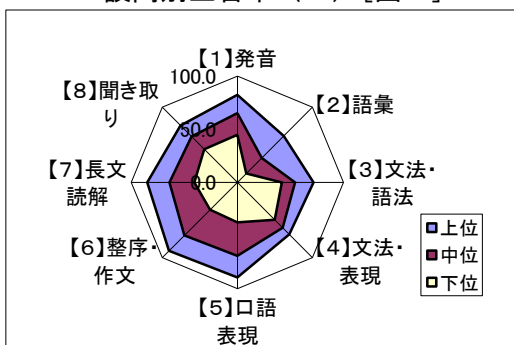 【1】発音
100.0
【8】聞き取
り
【2】語彙
50.0
【7】長文
読解
0.0
【3】文法・
語法
上位
中位
下位
【6】整序・
作文
【4】文法・
表現
【5】口語
表現